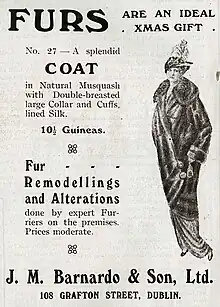 FURS
ARE AN IDEAL
. XMAS GIFT .
No. 27 — A splendid
COAT
in Natural Musquash
with Double-breasted
large Collar and Cuffs,
lined Silk.
10½ Guineas.
Fur - - -
Remodellings
and Alterations
done by expert Fur-
riers on the premises.
Prices moderate.
J. M. Barnardo & Son, Ltd.
108 GRAFTON STREET, DUBLIN.